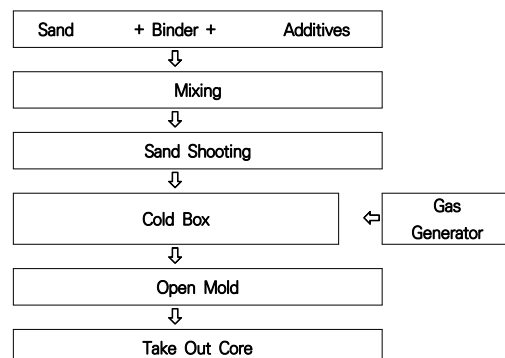 Sand + Binder + Additives
Mixing
Sand Shooting
Cold Box
Gas
Generator
Open Mold
Take Out Core